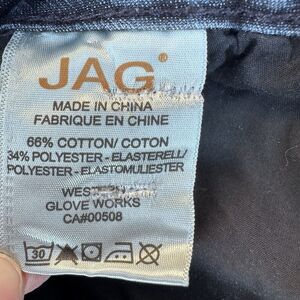 JAG®
MADE IN CHINA
FABRIQUE EN CHINE
66% COTTON/ COTON
34% POLYESTER - ELASTERELL/
POLYESTER - ELASTOMULIESTER
GLOVE WORKS
CA#00508
30